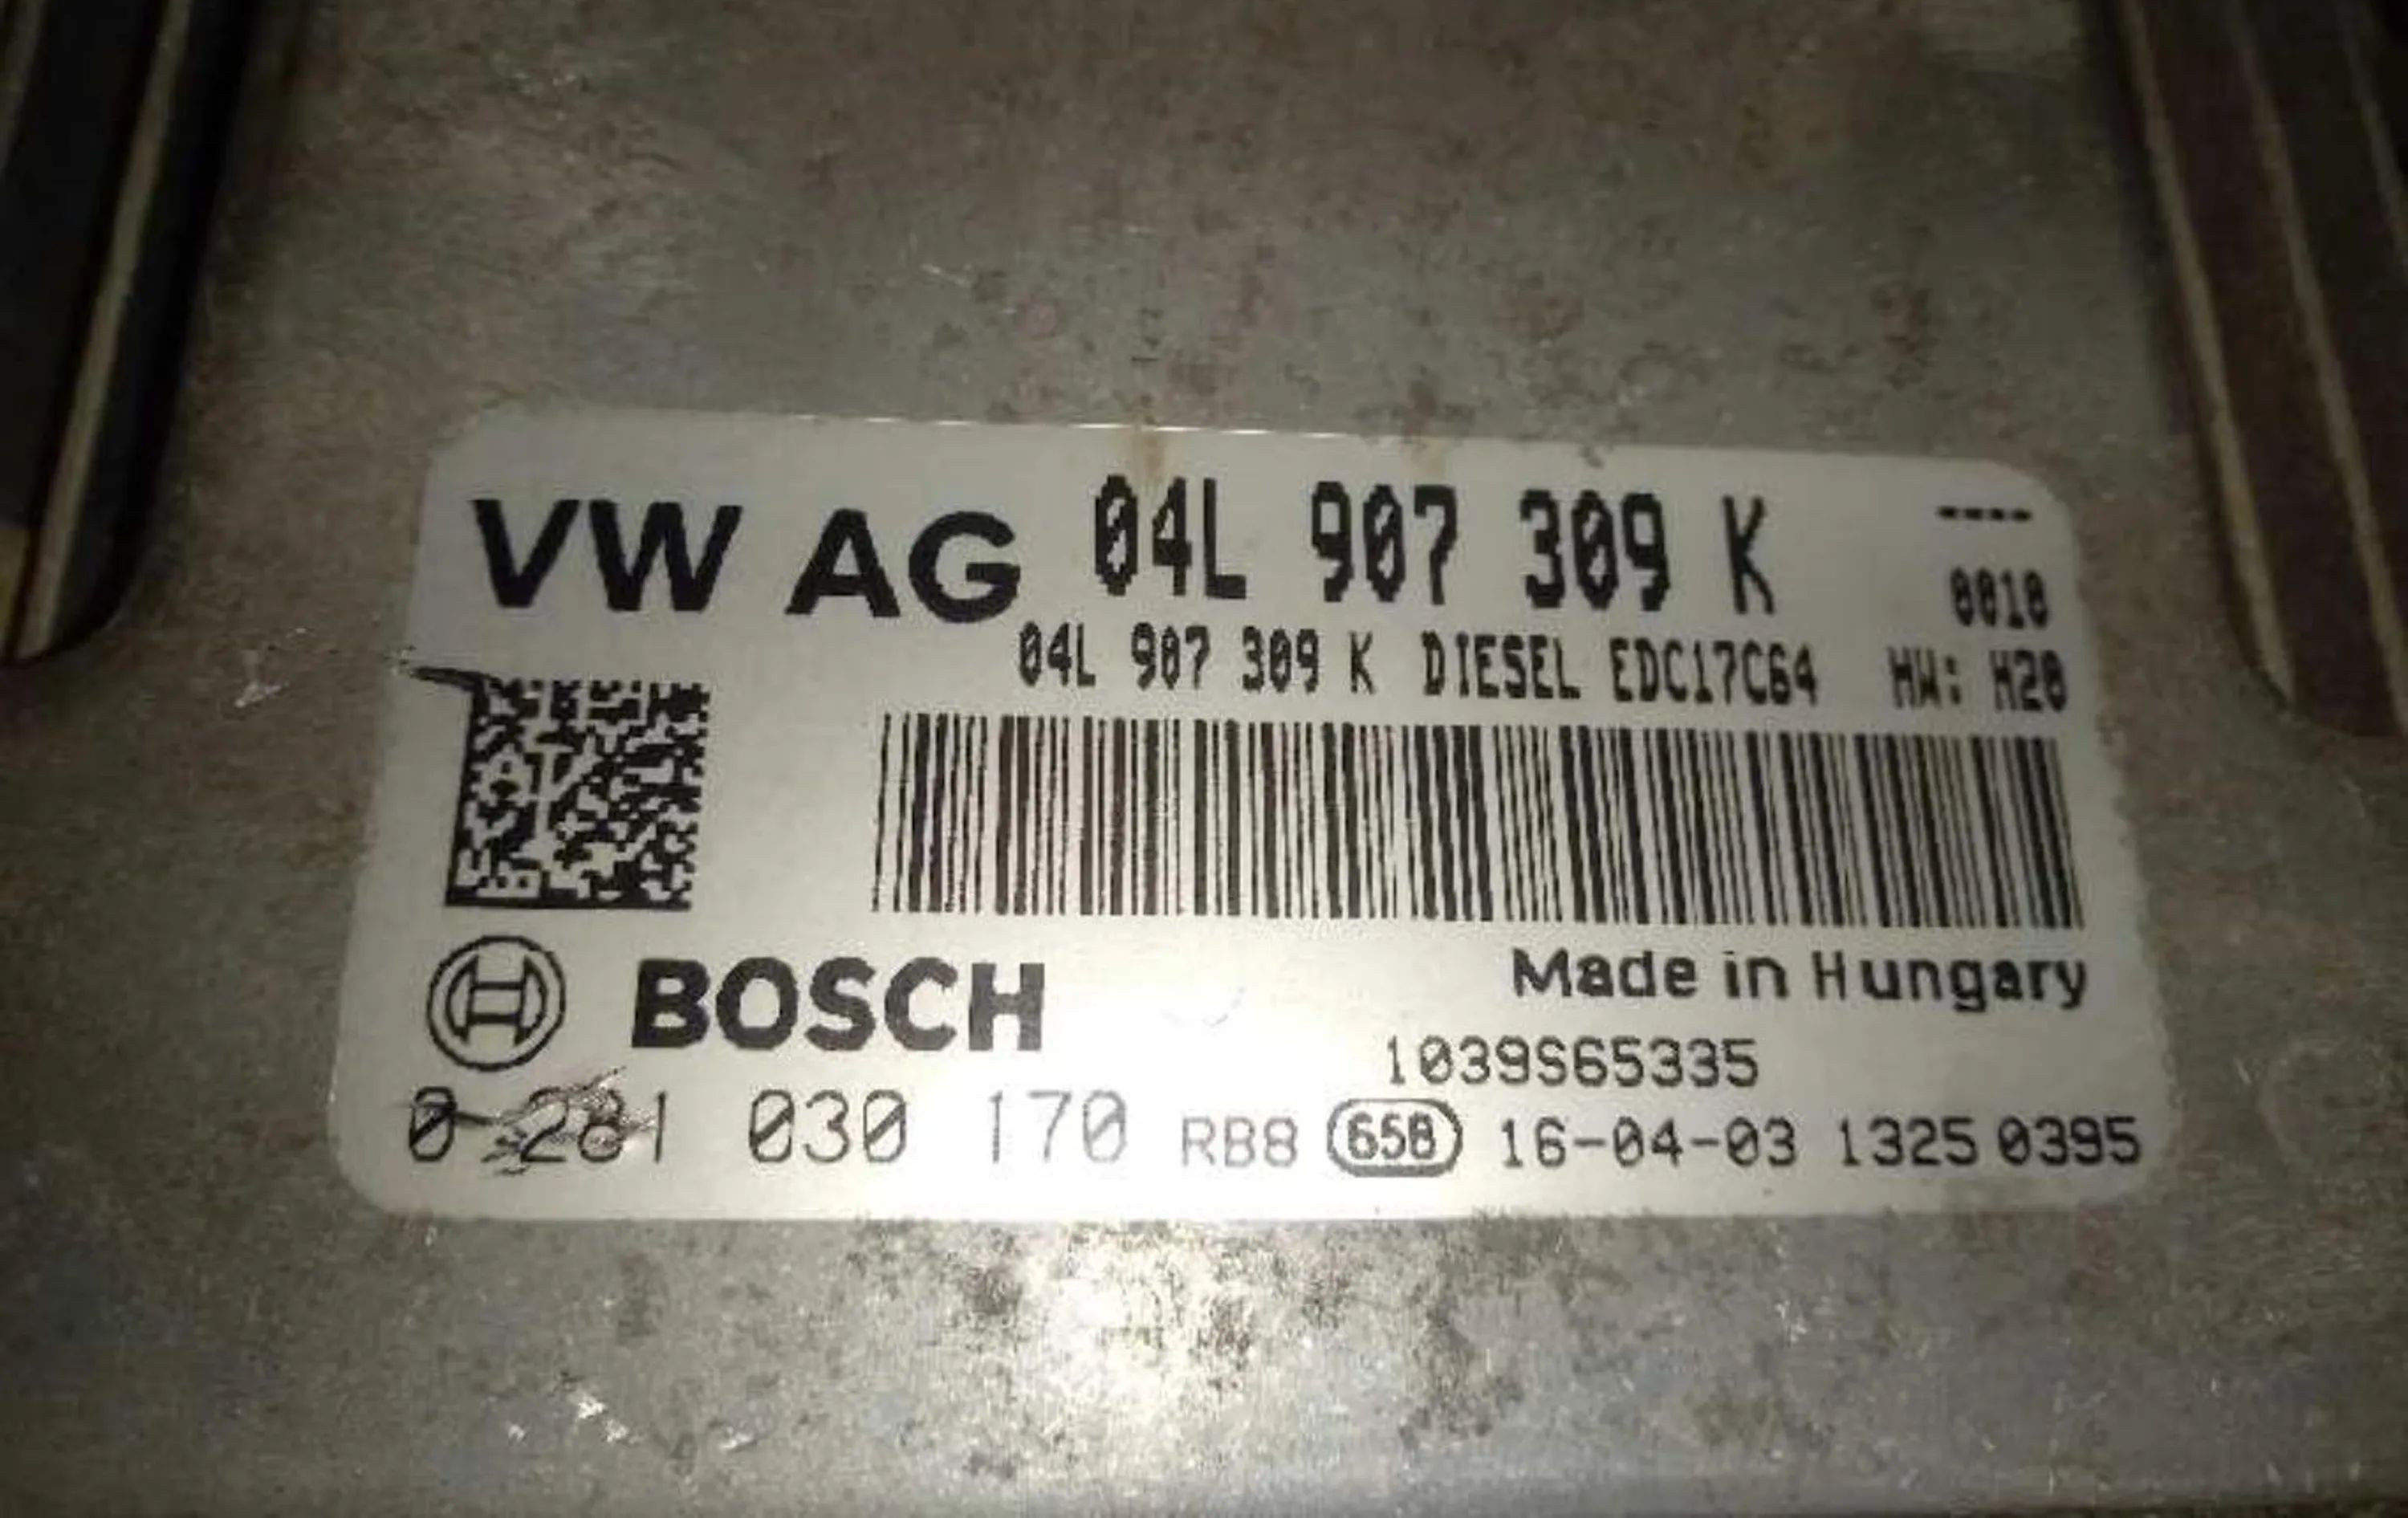 VW AG 04L 907 309 K ----
0010
04L 907 309 K DIESEL EDC17C64 HW: H20
BOSCH
Made in Hungary
1039S65335
0 281 030 170 RB8 658 16-04-03 1325 0395